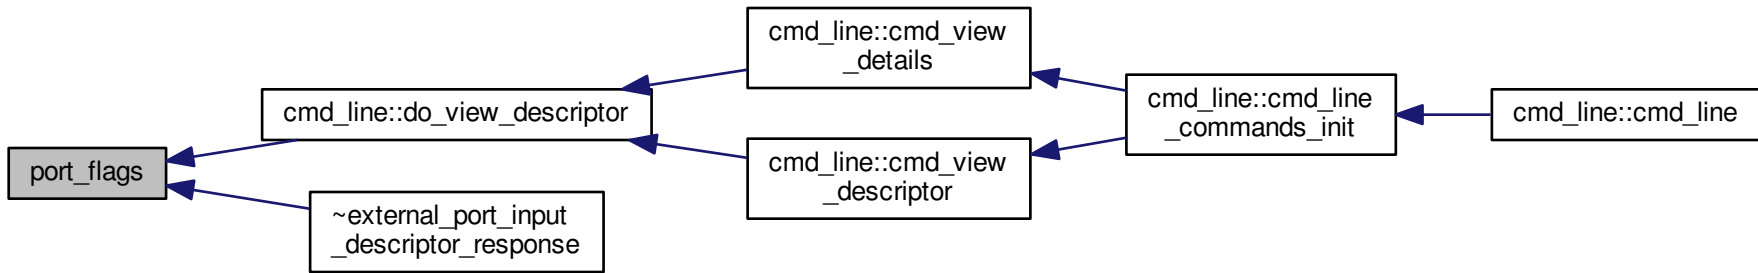 port_flags
cmd_line::do_view_descriptor
~external_port_input
_descriptor_response
cmd_line::cmd_view
_details
cmd_line::cmd_view
_descriptor
cmd_line::cmd_line
_commands_init
cmd_line::cmd_line